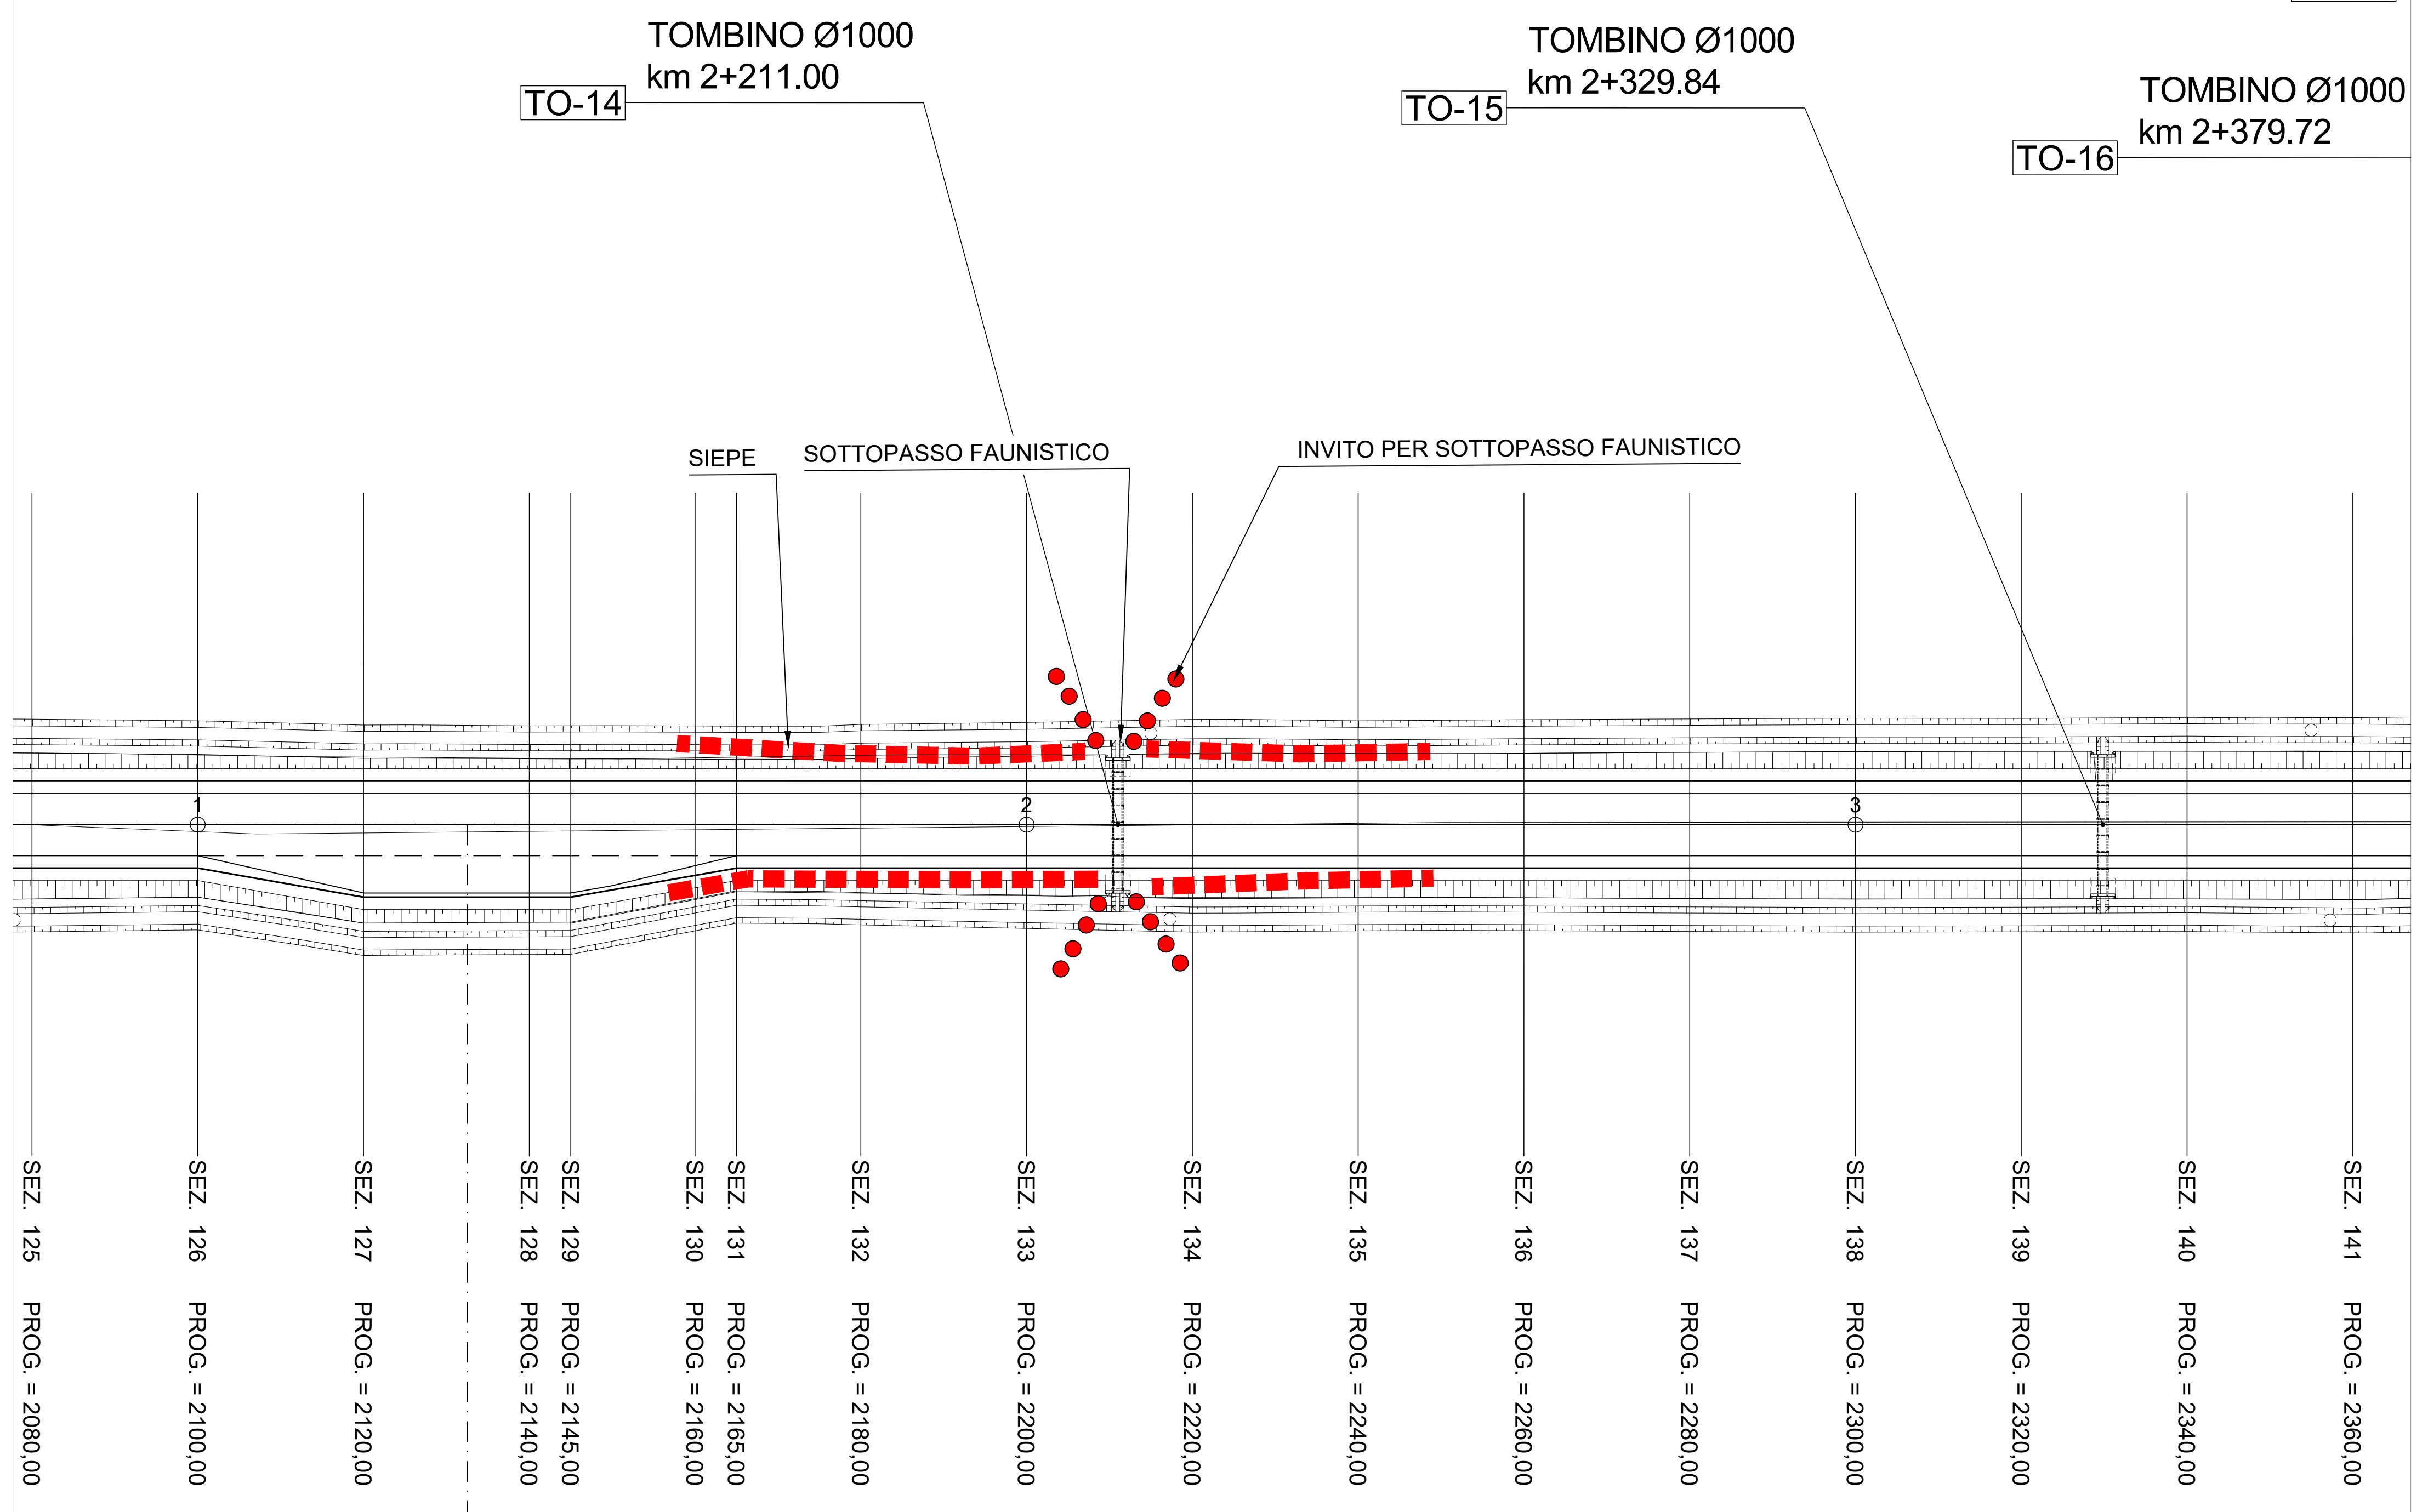 TOMBINO Ø1000
km 2+211.00
TO-14
TOMBINO Ø1000
km 2+329.84
TO-15
TOMBINO Ø1000
km 2+379.72
TO-16
SIEPE
SOTTOPASSO FAUNISTICO
INVITO PER SOTTOPASSO FAUNISTICO
1
2
3
SEZ. 125 PROG. = 2080,00
SEZ. 126 PROG. = 2100,00
SEZ. 127 PROG. = 2120,00
SEZ. 128 PROG. = 2140,00
SEZ. 129 PROG. = 2145,00
SEZ. 130 PROG. = 2160,00
SEZ. 131 PROG. = 2165,00
SEZ. 132 PROG. = 2180,00
SEZ. 133 PROG. = 2200,00
SEZ. 134 PROG. = 2220,00
SEZ. 135 PROG. = 2240,00
SEZ. 136 PROG. = 2260,00
SEZ. 137 PROG. = 2280,00
SEZ. 138 PROG. = 2300,00
SEZ. 139 PROG. = 2320,00
SEZ. 140 PROG. = 2340,00
SEZ. 141 PROG. = 2360,00